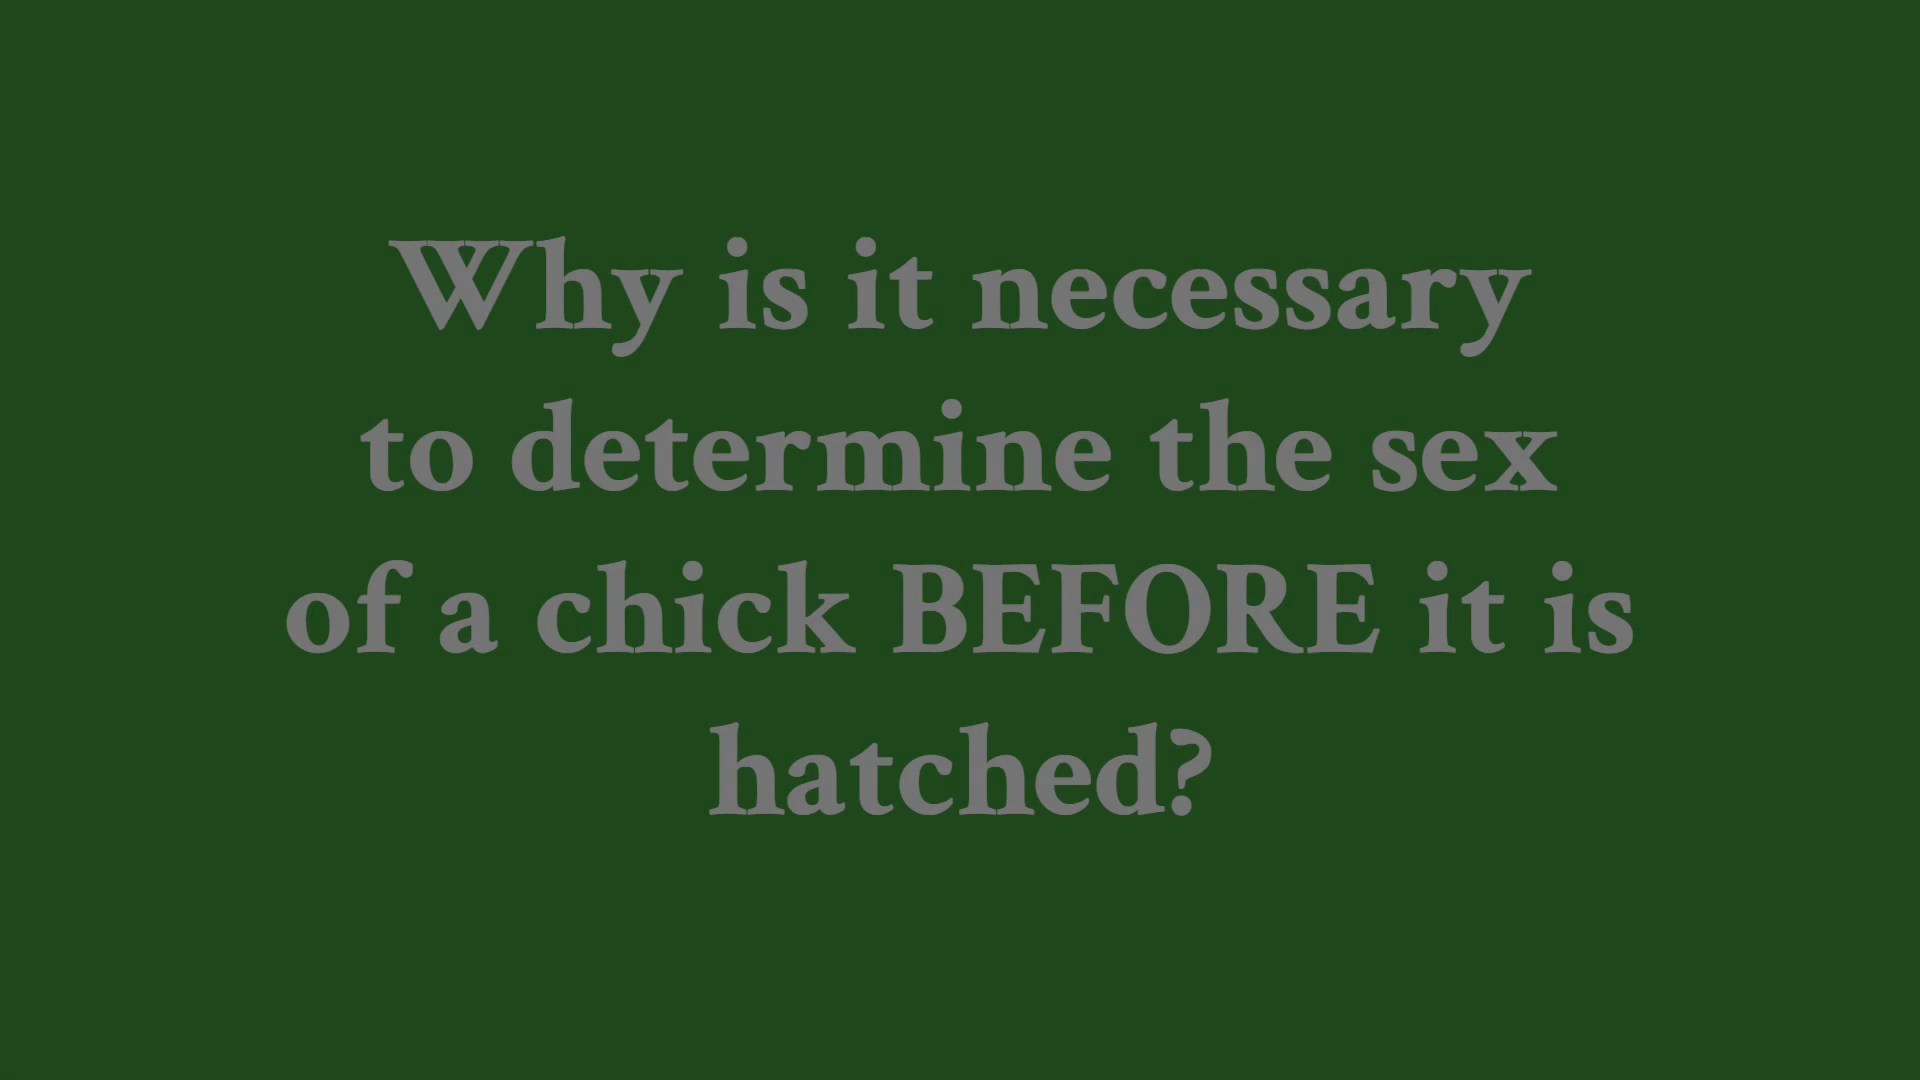 Why is it necessary
to determine the sex
of a chick BEFORE it is
hatched?